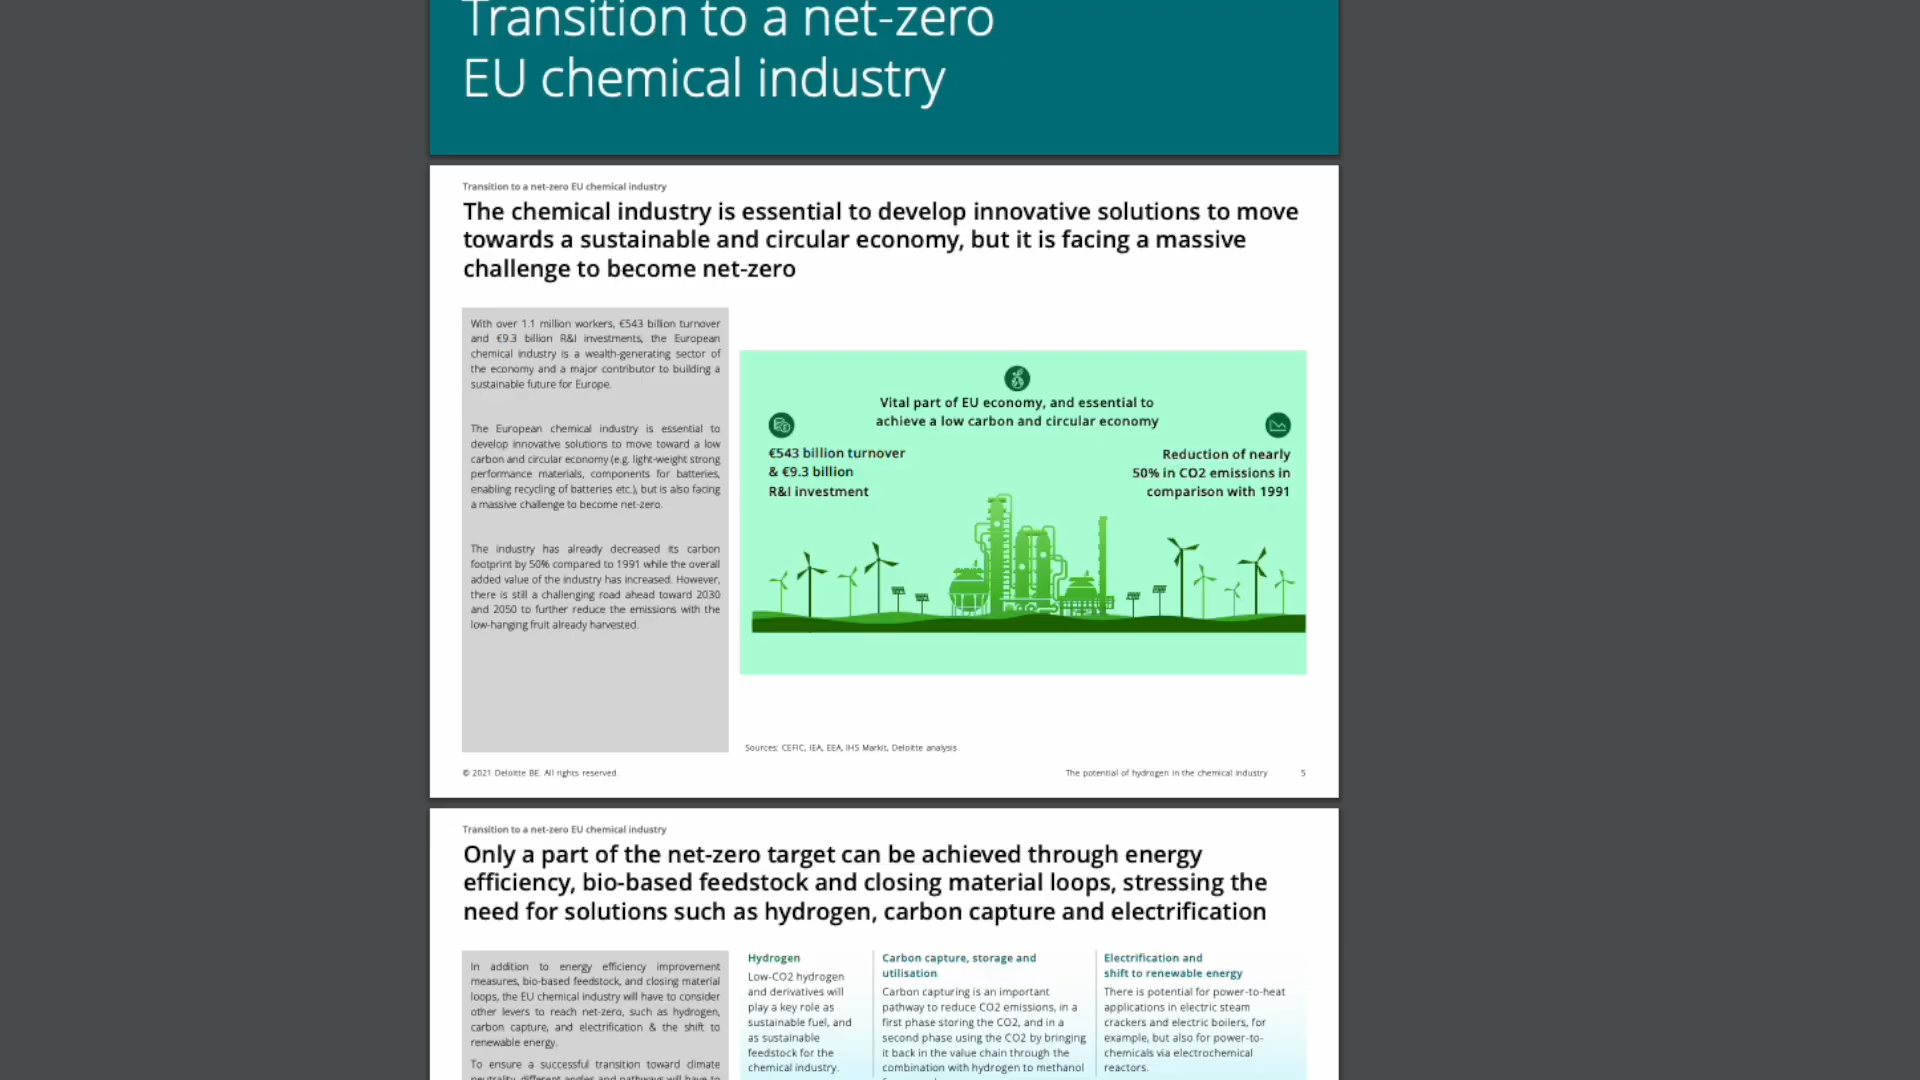 Transition to a net-zero
EU chemical industry
Transition to a net-zero EU chemical industry
The chemical industry is essential to develop innovative solutions to move
towards a sustainable and circular economy, but it is facing a massive
challenge to become net-zero
With over 1.1 million workers, €543 billion turnover
and €9.3 billion R&I investments, the European
chemical industry is a wealth-generating sector of
the economy and a major contributor to building a
sustainable future for Europe.
The European chemical industry is essential to
develop innovative solutions to move toward a low
carbon and circular economy (e.g. light-weight strong
performance materials, components for batteries,
enabling recycling of batteries etc.), but is also facing
a massive challenge to become net-zero.
The industry has already decreased its carbon
footprint by 50% compared to 1991 while the overall
added value of the industry has increased. However,
there is still a challenging road ahead toward 2030
and 2050 to further reduce the emissions with the
low-hanging fruit already harvested.
Vital part of EU economy, and essential to
achieve a low carbon and circular economy
€543 billion turnover
& €9.3 billion
R&I investment
Reduction of nearly
50% in CO2 emissions in
comparison with 1991
Sources: CEFIC, IEA, EEA, IHS Markit, Deloitte analysis
© 2021 Deloitte BE. All rights reserved.
The potential of hydrogen in the chemical industry 5
Transition to a net-zero EU chemical industry
Only a part of the net-zero target can be achieved through energy
efficiency, bio-based feedstock and closing material loops, stressing the
need for solutions such as hydrogen, carbon capture and electrification
In addition to energy efficiency improvement
measures, bio-based feedstock, and closing material
loops, the EU chemical industry will have to consider
other levers to reach net-zero, such as hydrogen,
carbon capture, and electrification & the shift to
renewable energy.
To ensure a successful transition toward climate
neutrality, different angles and pathways will have to
Hydrogen
Low-CO2 hydrogen
and derivatives will
play a key role as
sustainable fuel, and
as sustainable
feedstock for the
chemical industry.
Carbon capture, storage and
utilisation
Carbon capturing is an important
pathway to reduce CO2 emissions, in a
first phase storing the CO2, and in a
second phase using the CO2 by bringing
it back in the value chain through the
combination with hydrogen to methanol
Electrification and
shift to renewable energy
There is potential for power-to-heat
applications in electric steam
crackers and electric boilers, for
example, but also for power-to-
chemicals via electrochemical
reactors.